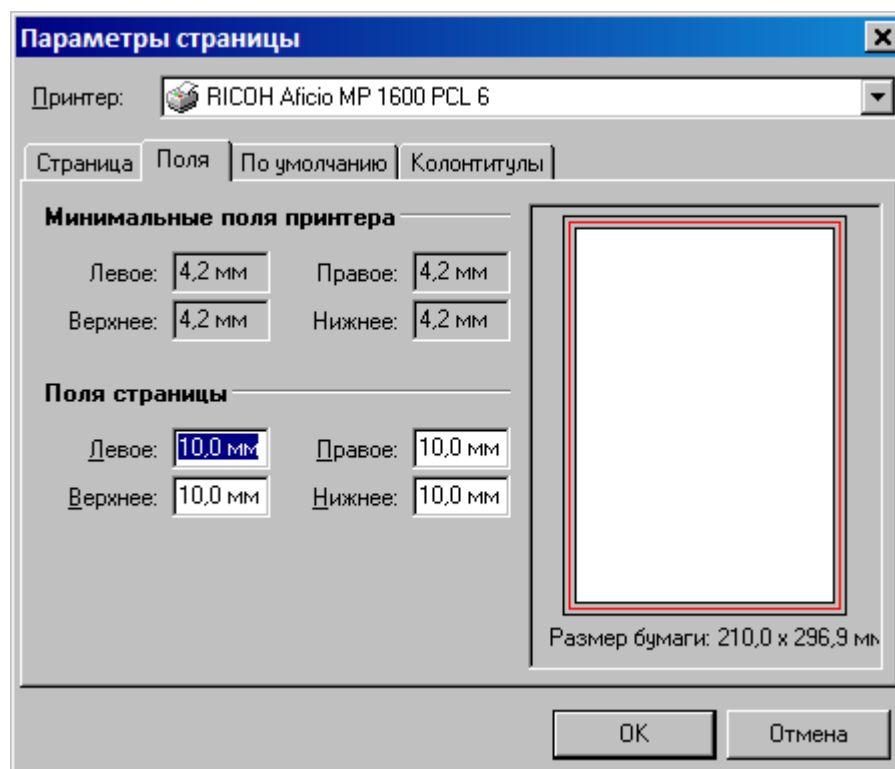 Параметры страницы
Принтер: RICOH Aficio MP 1600 PCL 6
Страница Поля По умолчанию Колонтитулы
Минимальные поля принтера
Левое: 4,2 мм Правое: 4,2 мм
Верхнее: 4,2 мм Нижнее: 4,2 мм
Поля страницы
Левое: 10,0 мм Правое: 10,0 мм
Верхнее: 10,0 мм Нижнее: 10,0 мм
Размер бумаги: 210,0 x 296,9 мм
OK Отмена